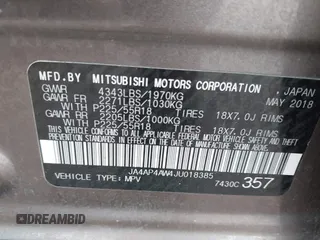 MFD.BY MITSUBISHI MOTORS CORPORATION , JAPAN
GVWR 4343LBS/1970KG MAY 2018
GAWR FR 2271LBS/1030KG
WITH P225/55R18 TIRES 18X7.0J RIMS
GAWR RR 2205LBS/1000KG
WITH P225/55R18 TIRES 18X7.0J RIMS
THIS VEHICLE CONFORMS TO ALL APPLICABLE FEDERAL MOTOR
VEHICLE SAFETY AND THEFT PREVENTION STANDARDS IN EFFECT
ON THE DATE OF MANUFACTURE SHOWN ABOVE.
JA4AP4AW4JU018385
VEHICLE TYPE: MPV 7430C 357
DREAMBID